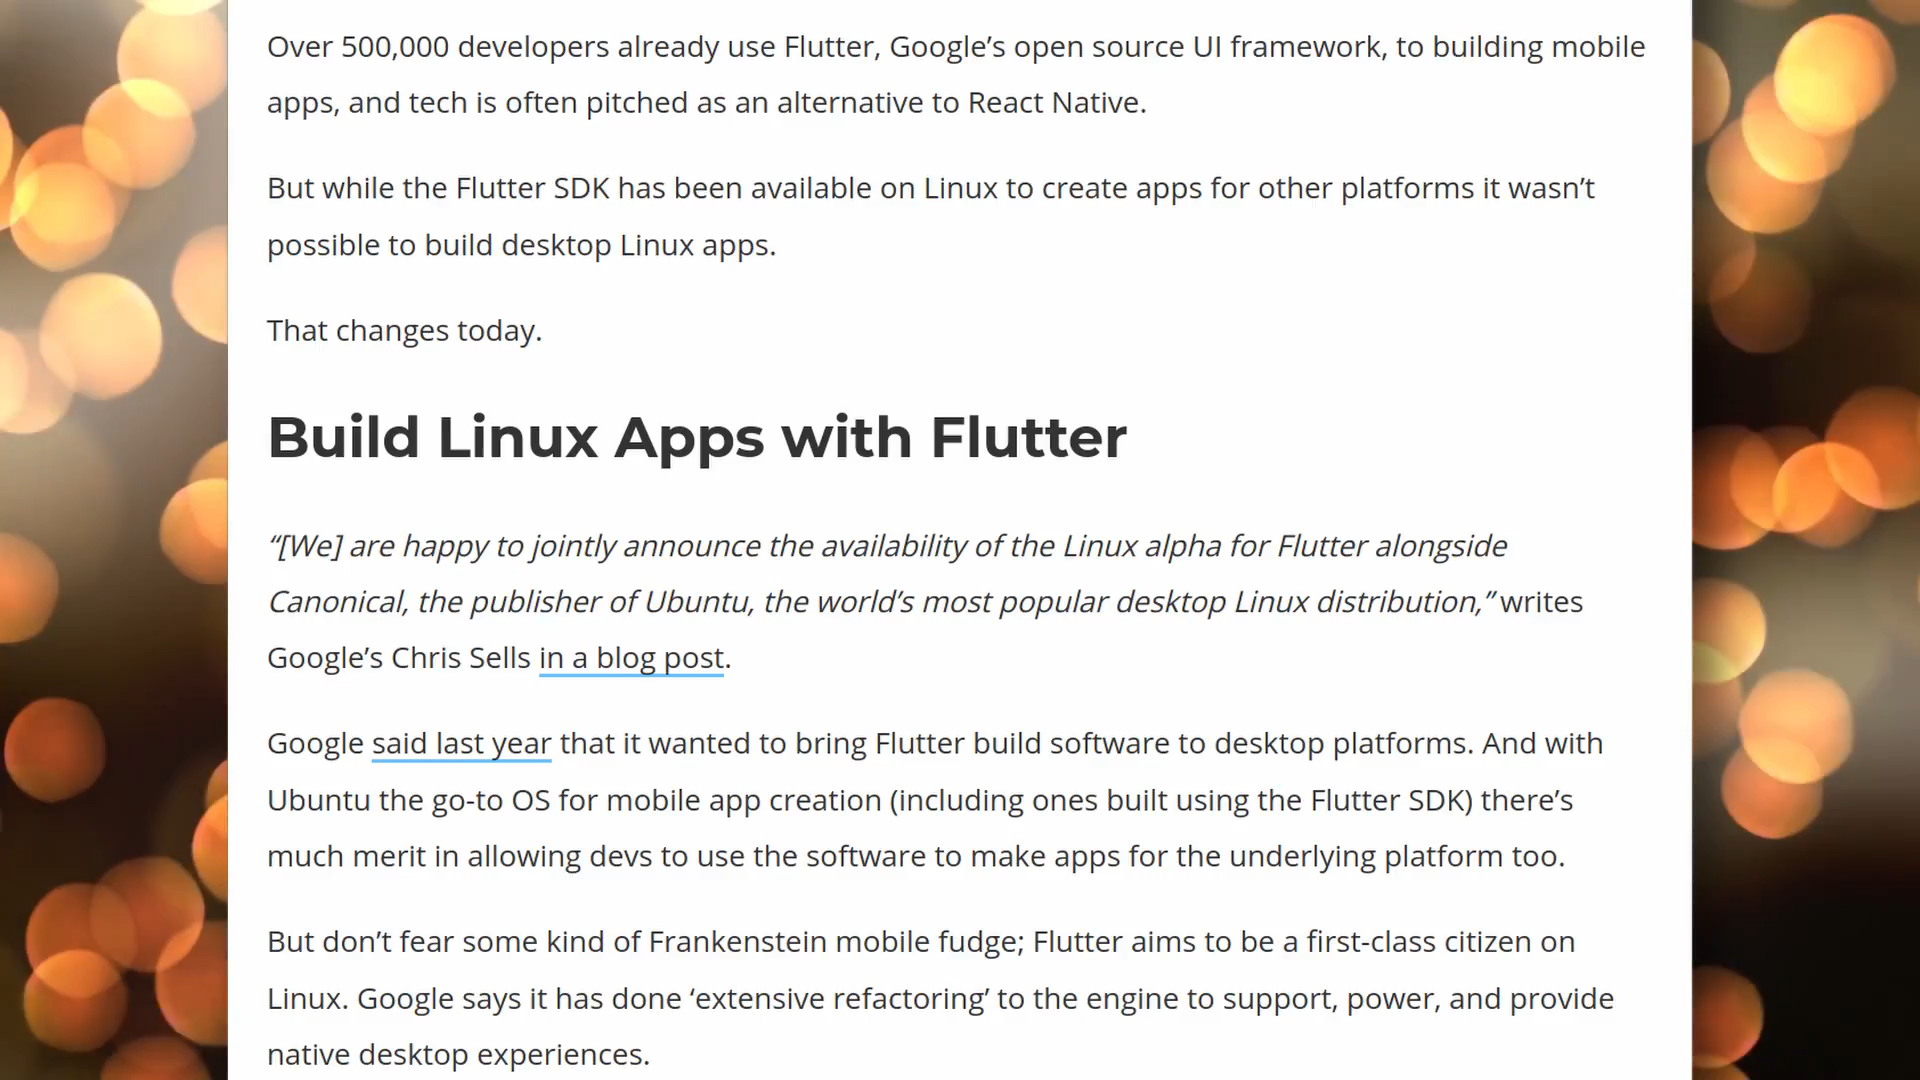 Over 500,000 developers already use Flutter, Google’s open source UI framework, to building mobile
apps, and tech is often pitched as an alternative to React Native.
But while the Flutter SDK has been available on Linux to create apps for other platforms it wasn’t
possible to build desktop Linux apps.
That changes today.
Build Linux Apps with Flutter
“[We] are happy to jointly announce the availability of the Linux alpha for Flutter alongside
Canonical, the publisher of Ubuntu, the world’s most popular desktop Linux distribution,” writes
Google’s Chris Sells in a blog post.
Google said last year that it wanted to bring Flutter build software to desktop platforms. And with
Ubuntu the go-to OS for mobile app creation (including ones built using the Flutter SDK) there’s
much merit in allowing devs to use the software to make apps for the underlying platform too.
But don’t fear some kind of Frankenstein mobile fudge; Flutter aims to be a first-class citizen on
Linux. Google says it has done ‘extensive refactoring’ to the engine to support, power, and provide
native desktop experiences.